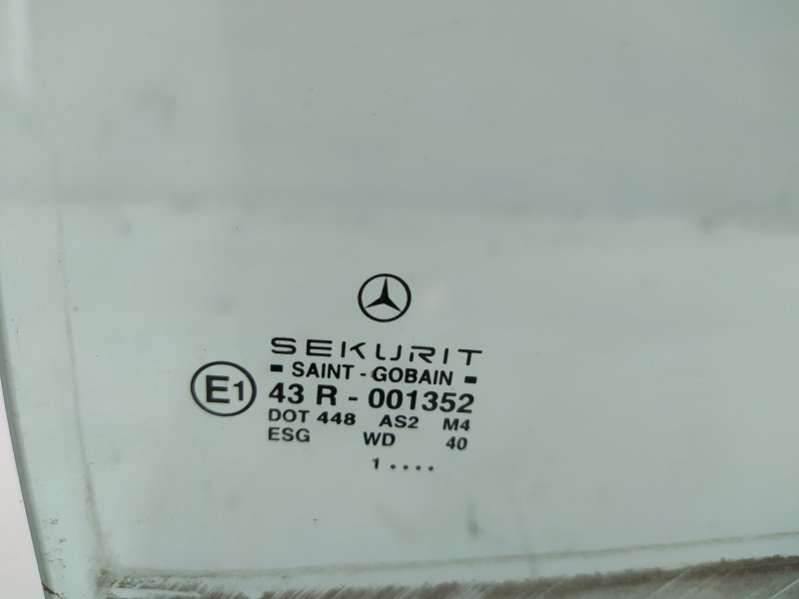 SEKURIT
SAINT - GOBAIN
E1 43 R - 001352
DOT 448 AS2 M4
ESG WD 40
1 ....